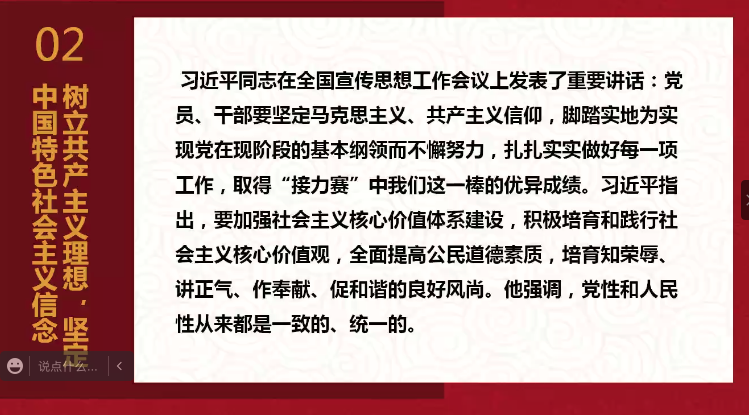 02
树立共产主义理想，坚定
中国特色社会主义信念
习近平同志在全国宣传思想工作会议上发表了重要讲话：党
员、干部要坚定马克思主义、共产主义信仰，脚踏实地为实
现党在现阶段的基本纲领而不懈努力，扎扎实实做好每一项
工作，取得“接力赛”中我们这一棒的优异成绩。习近平指
出，要加强社会主义核心价值体系建设，积极培育和践行社
会主义核心价值观，全面提高公民道德素质，培育知荣辱、
讲正气、作奉献、促和谐的良好风尚。他强调，党性和人民
性从来都是一致的、统一的。
说点什么...